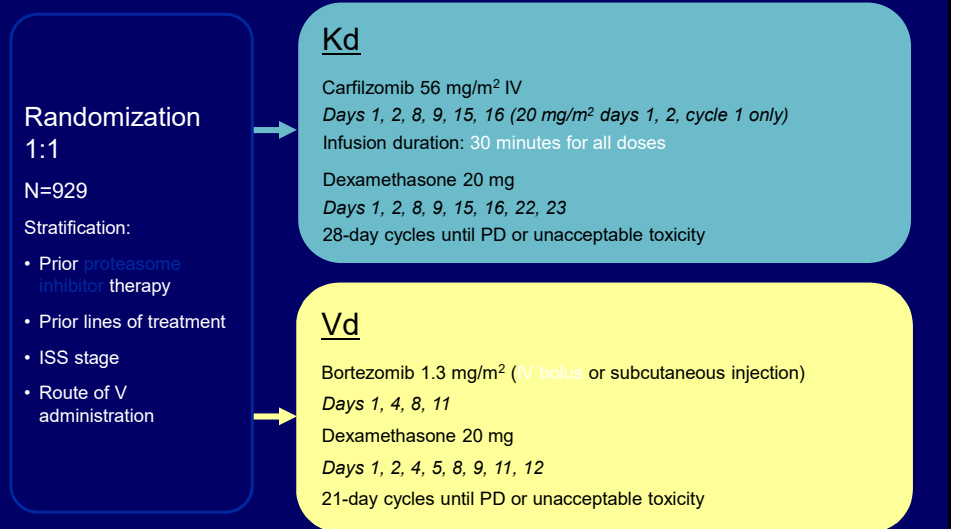 Randomization
1:1
N=929
Stratification:
• Prior proteasome
inhibitor therapy
• Prior lines of treatment
• ISS stage
• Route of V
administration
Kd
Carfilzomib 56 mg/m² IV
Days 1, 2, 8, 9, 15, 16 (20 mg/m² days 1, 2, cycle 1 only)
Infusion duration: 30 minutes for all doses
Dexamethasone 20 mg
Days 1, 2, 8, 9, 15, 16, 22, 23
28-day cycles until PD or unacceptable toxicity
Vd
Bortezomib 1.3 mg/m² (IV bolus or subcutaneous injection)
Days 1, 4, 8, 11
Dexamethasone 20 mg
Days 1, 2, 4, 5, 8, 9, 11, 12
21-day cycles until PD or unacceptable toxicity